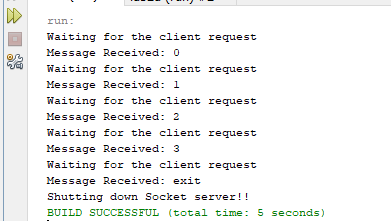 run:
Waiting for the client request
Message Received: 0
Waiting for the client request
Message Received: 1
Waiting for the client request
Message Received: 2
Waiting for the client request
Message Received: 3
Waiting for the client request
Message Received: exit
Shutting down Socket server!!
BUILD SUCCESSFUL (total time: 5 seconds)